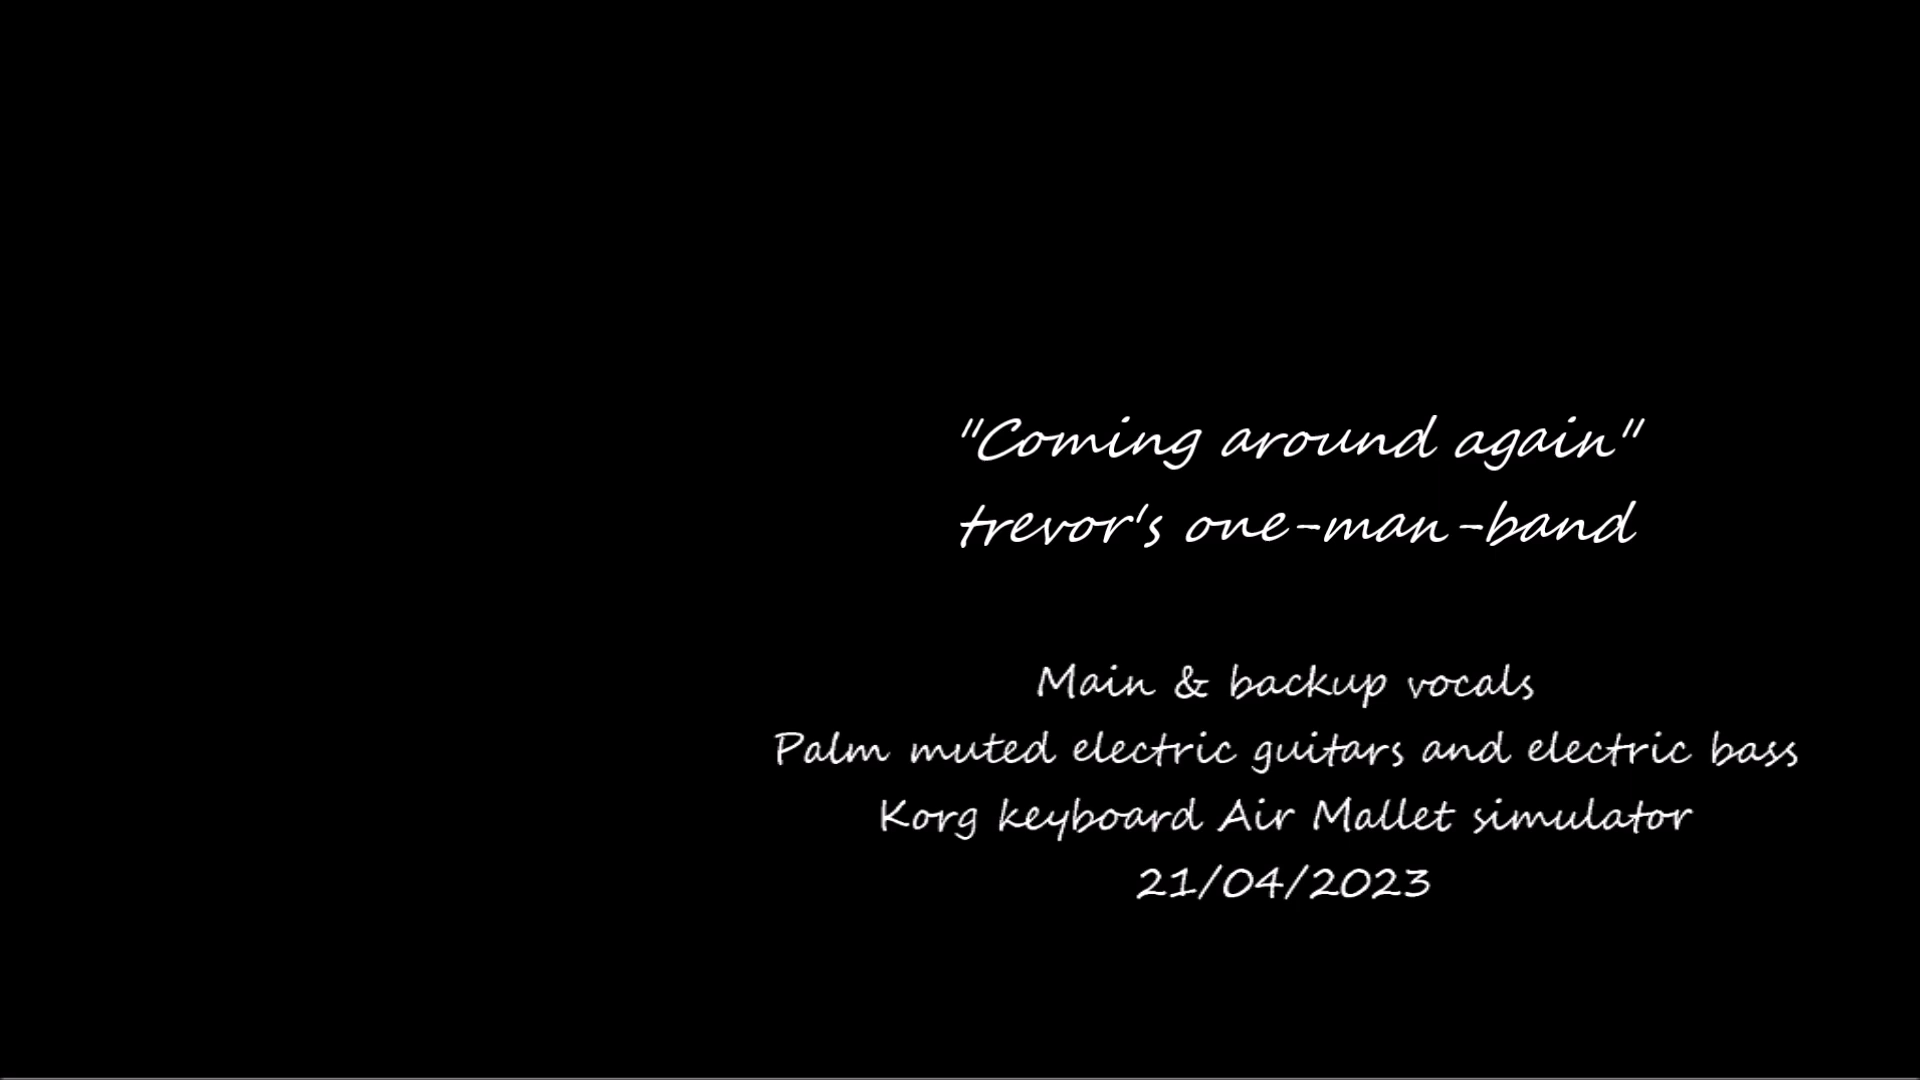 "Coming around again"
trevor's one-man-band
Main & backup vocals
Palm muted electric guitars and electric bass
Korg keyboard Air Mallet simulator
21/04/2023